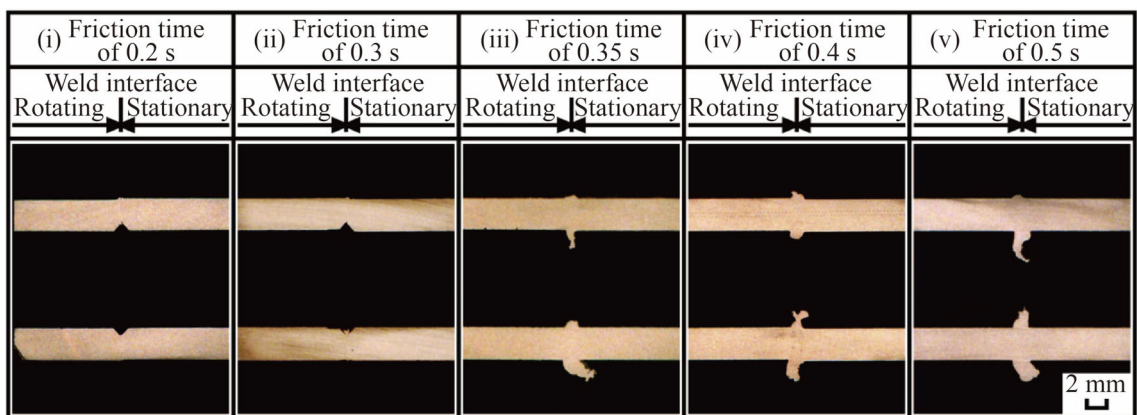 (i) Friction time
of 0.2 s
(ii) Friction time
of 0.3 s
(iii) Friction time
of 0.35 s
(iv) Friction time
of 0.4 s
(v) Friction time
of 0.5 s
Weld interface
Rotating Stationary
Weld interface
Rotating Stationary
Weld interface
Rotating Stationary
Weld interface
Rotating Stationary
Weld interface
Rotating Stationary
2 mm